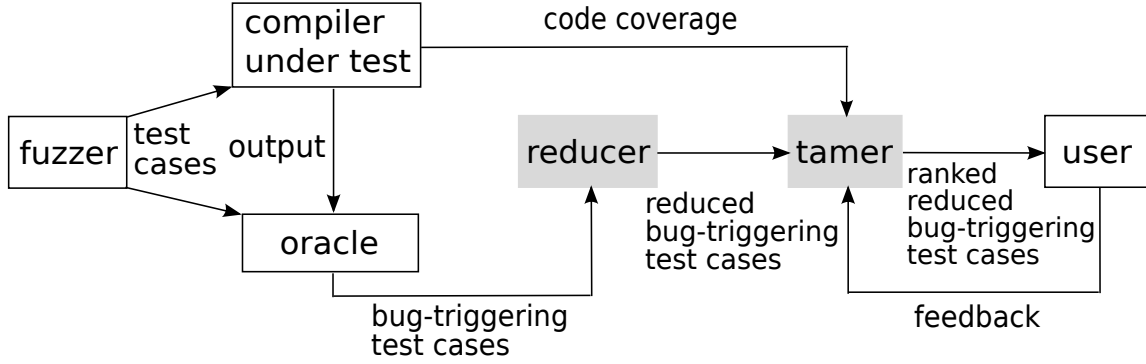 compiler
under test
code coverage
fuzzer
test
cases
output
reducer
tamer
user
oracle
reduced
bug-triggering
test cases
ranked
reduced
bug-triggering
test cases
bug-triggering
test cases
feedback